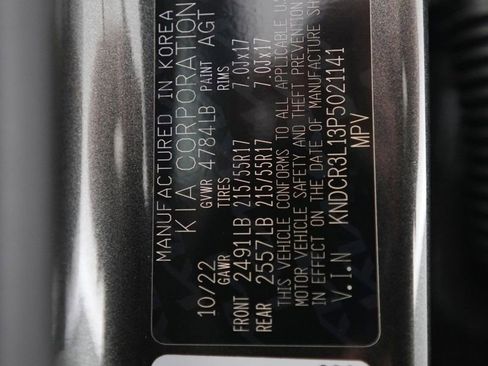 MANUFACTURED IN KOREA
KIA CORPORATION
10/22 GVWR 4784LB PAINT AGT
GAWR TIRES RIMS
FRONT 2491LB 215/55R17 7.0Jx17
REAR 2557LB 215/55R17 7.0Jx17
THIS VEHICLE CONFORMS TO ALL APPLICABLE U.
MOTOR VEHICLE SAFETY AND THEFT PREVENTION
IN EFFECT ON THE DATE OF MANUFACTURE SH
V.I.N KNDCR3L13P5021141
MPV